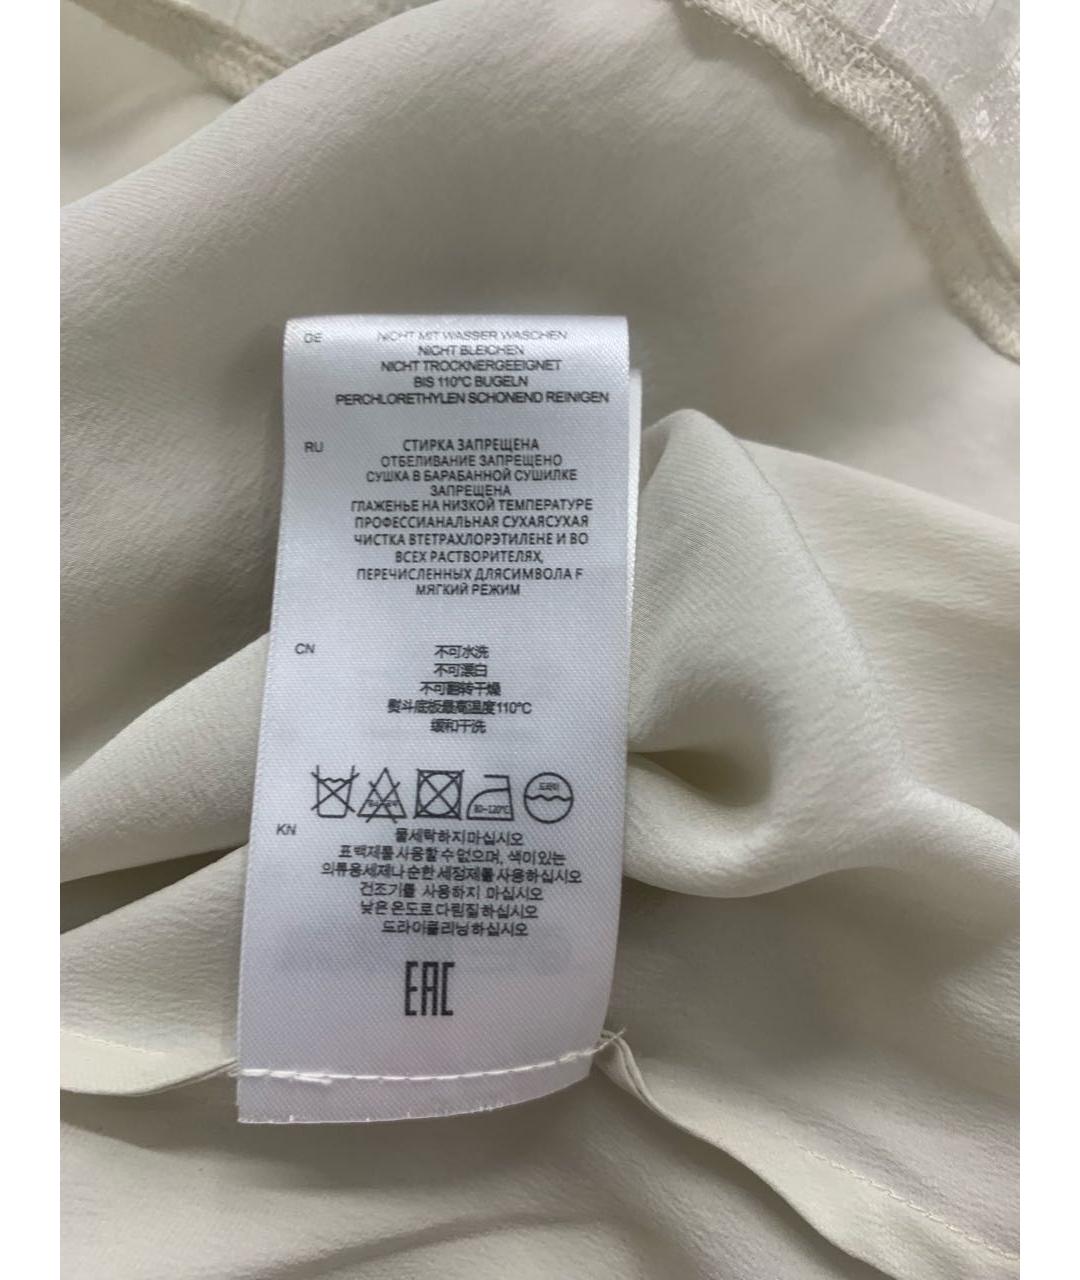 DE NICHT MIT WASSER WASCHEN
NICHT BLEICHEN
NICHT TROCKNERGEEIGNET
BIS 110°C BUGELN
PERCHLORETHYLEN SCHONEND REINIGEN
RU СТИРКА ЗАПРЕЩЕНА
ОТБЕЛИВАНИЕ ЗАПРЕЩЕНО
СУШКА В БАРАБАННОЙ СУШИЛКЕ
ЗАПРЕЩЕНА
ГЛАЖЕНЬЕ НА НИЗКОЙ ТЕМПЕРАТУРЕ
ПРОФЕССИАНАЛЬНАЯ СУХАЯСУХАЯ
ЧИСТКА ВТЕТРАХЛОРЭТИЛЕНЕ И ВО
ВСЕХ РАСТВОРИТЕЛЯХ,
ПЕРЕЧИСЛЕННЫХ ДЛЯСИМВОЛА F
МЯГКИЙ РЕЖИМ
CN 不可水洗
不可漂白
不可翻转干燥
熨斗底板最高温度110°C
缓和干洗
80~120°C 드라이
KN 물세탁하지마십시오
표백제를 사용할 수 없으며, 색이 있는
의류용세제나 순한 세정제를 사용하십시오
건조기를 사용하지 마십시오
낮은 온도로 다림질 하십시오
드라이클리닝하십시오
EAC